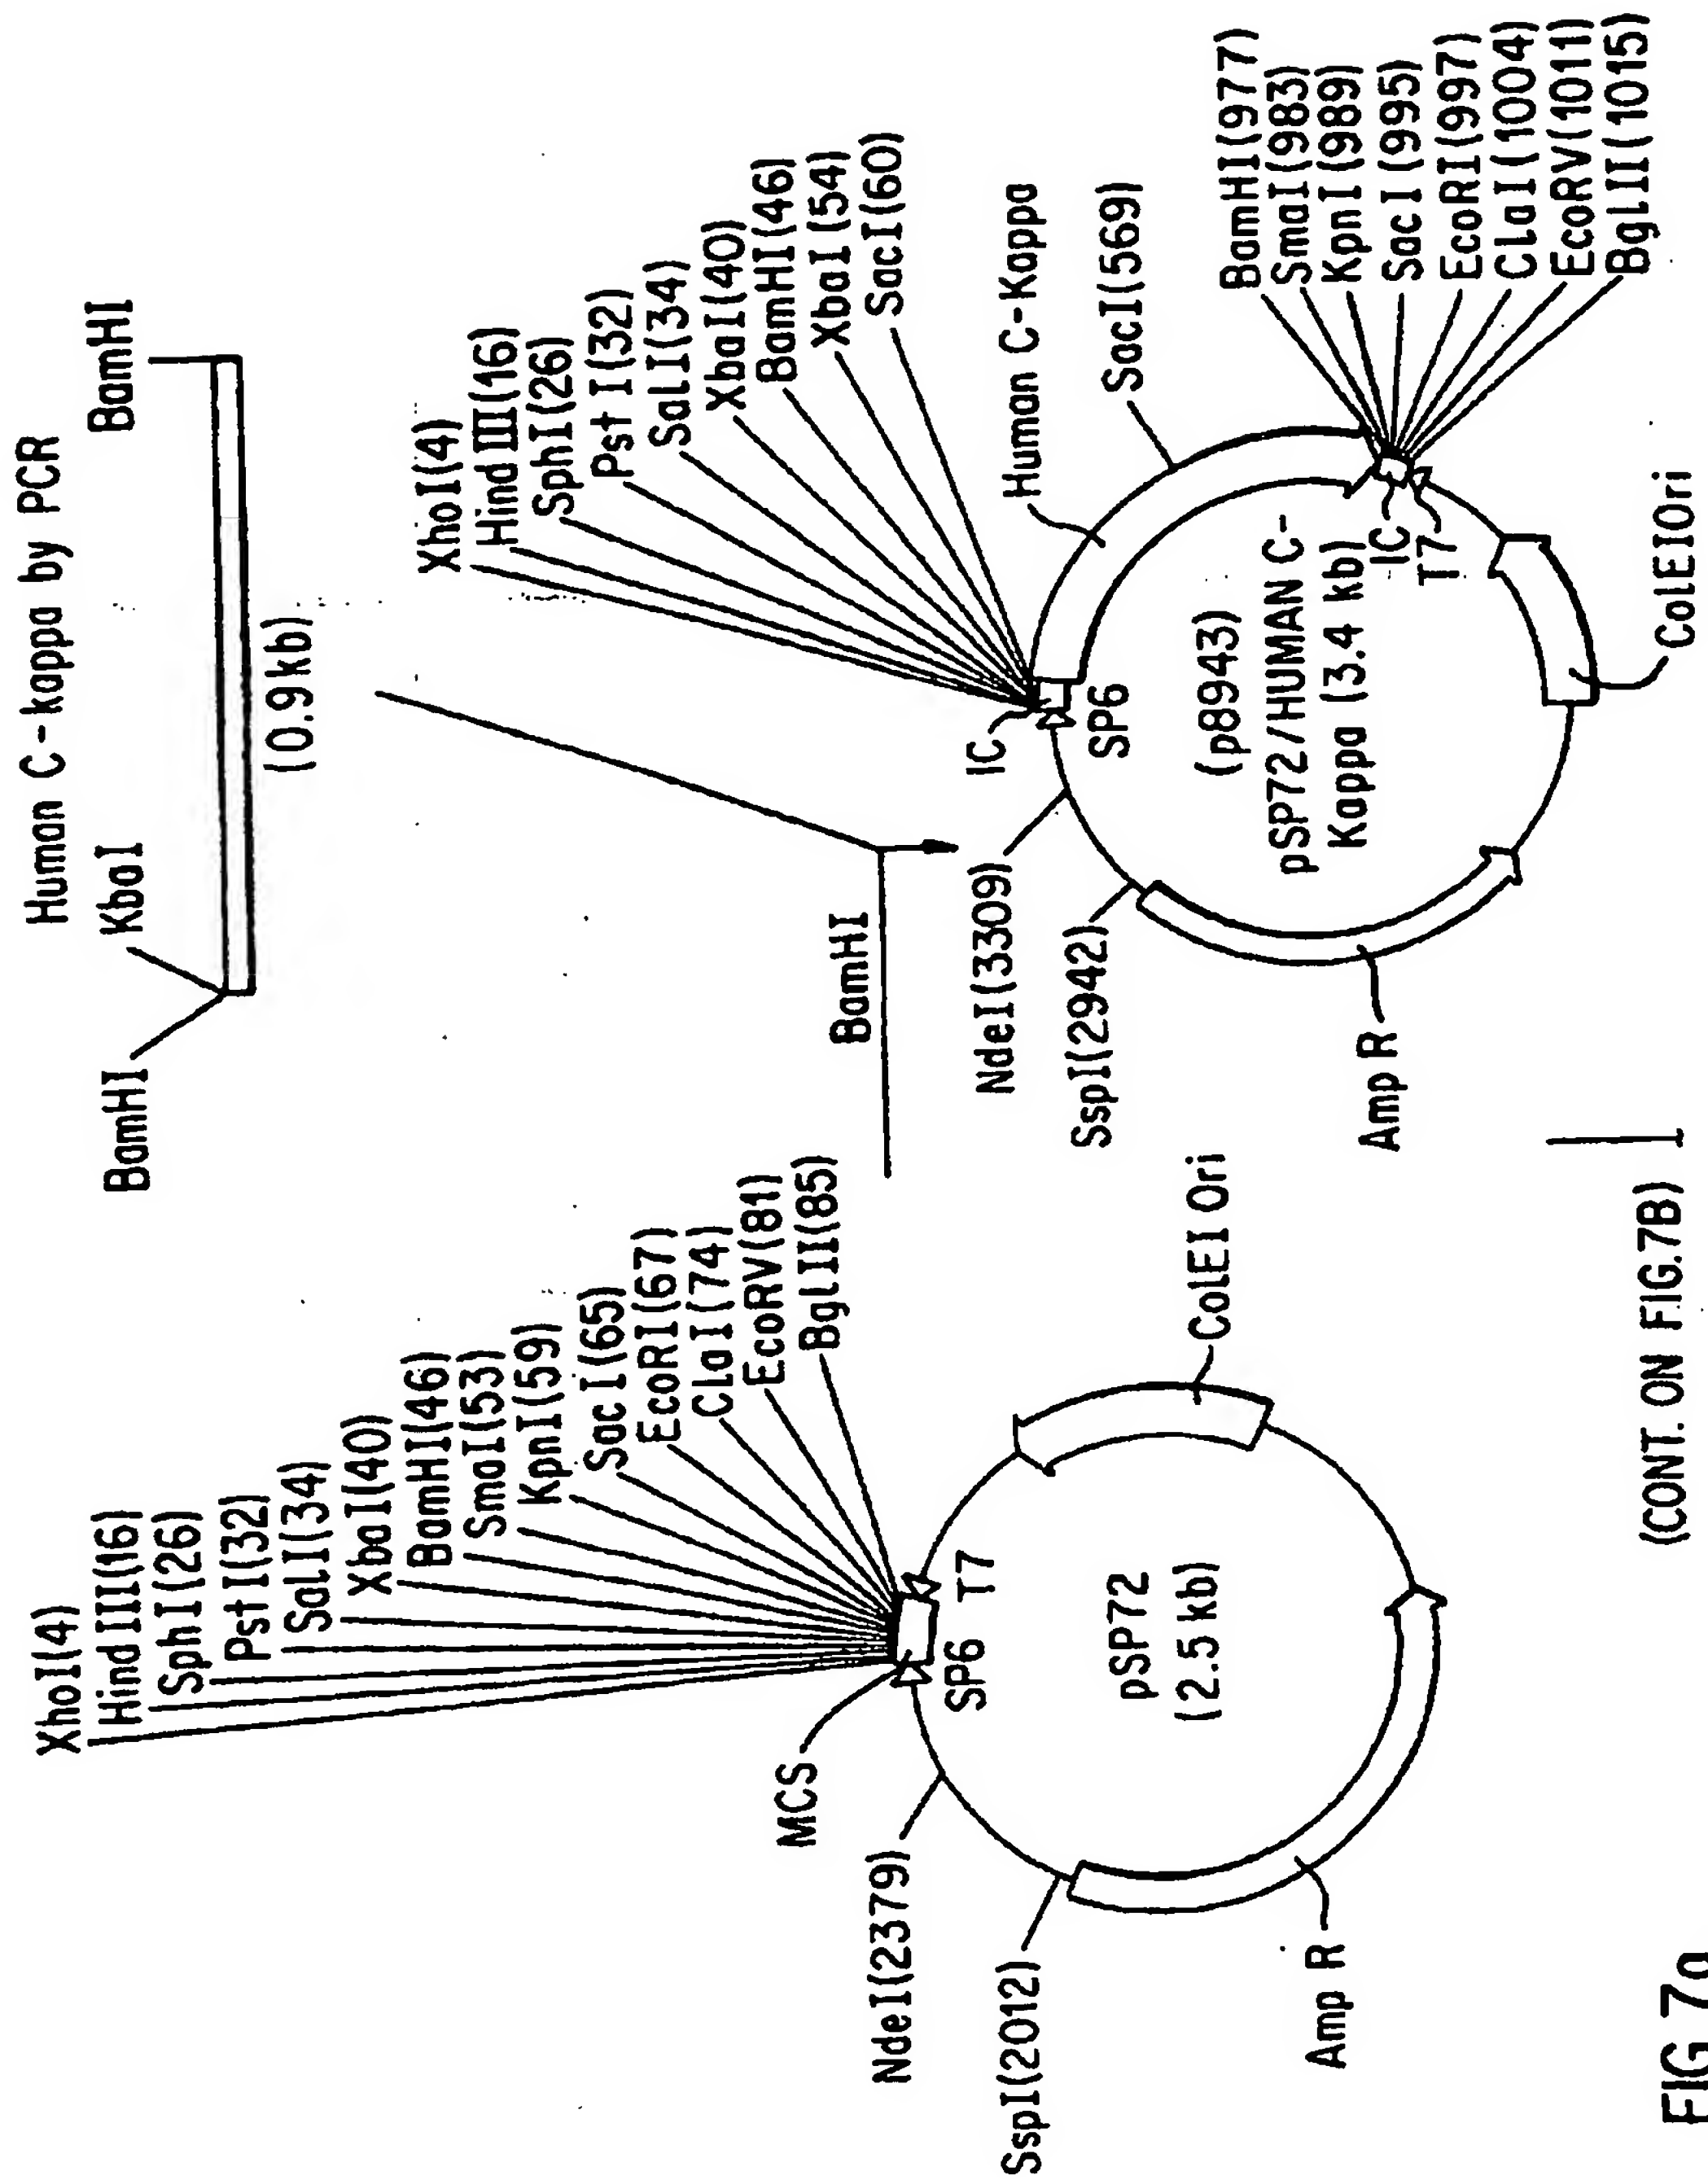 Human C-kappa by PCR
BamHI
KbaI
BamHI
(0.9kb)
XhoI(4)
HindIII(16)
SphI(26)
PstI(32)
SalI(34)
XbaI(40)
BamHI(46)
SmaI(53)
KpnI(59)
SacI(65)
EcoRI(67)
ClaI(74)
EcoRV(81)
BglII(85)
MCS
SP6
T7
NdeI(2379)
SspI(2012)
pSP72
(2.5 kb)
Amp R
ColEI Ori
BamHI
XhoI(4)
HindIII(16)
SphI(26)
PstI(32)
SalI(34)
XbaI(40)
BamHI(46)
XbaI(54)
SacI(60)
IC
SP6
Human C-Kappa
SacI(569)
NdeI(3309)
SspI(2942)
(p8943)
pSP72/HUMAN C-
Kappa (3.4 kb)
IC
T7
BamHI(977)
SmaI(983)
KpnI(989)
SacI(995)
EcoRI(997)
ClaI(1004)
EcoRV(1011)
BglII(1015)
Amp R
ColEIOri
(CONT. ON FIG.7B)
FIG.7a